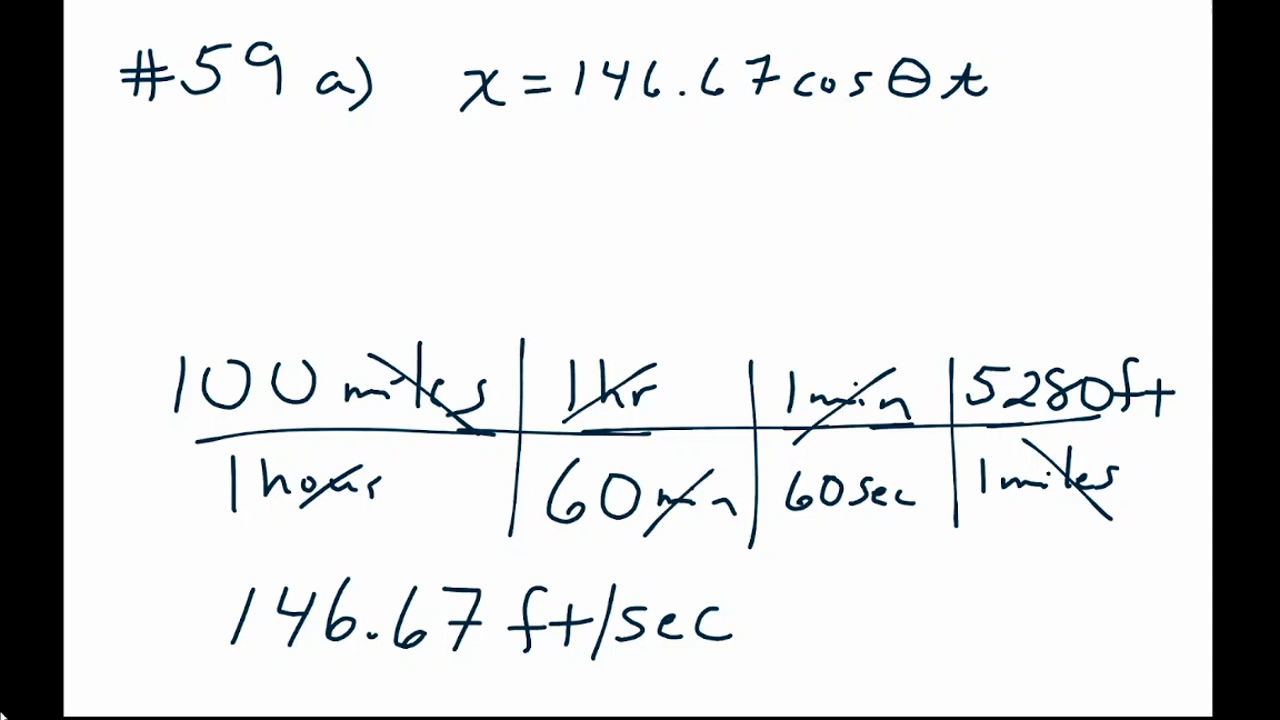 #59 a) x = 146.67 cos θ t
100 miles | 1 hr | 1 min | 5280 ft
1 hour | 60 min | 60 sec | 1 miles
146.67 ft/sec